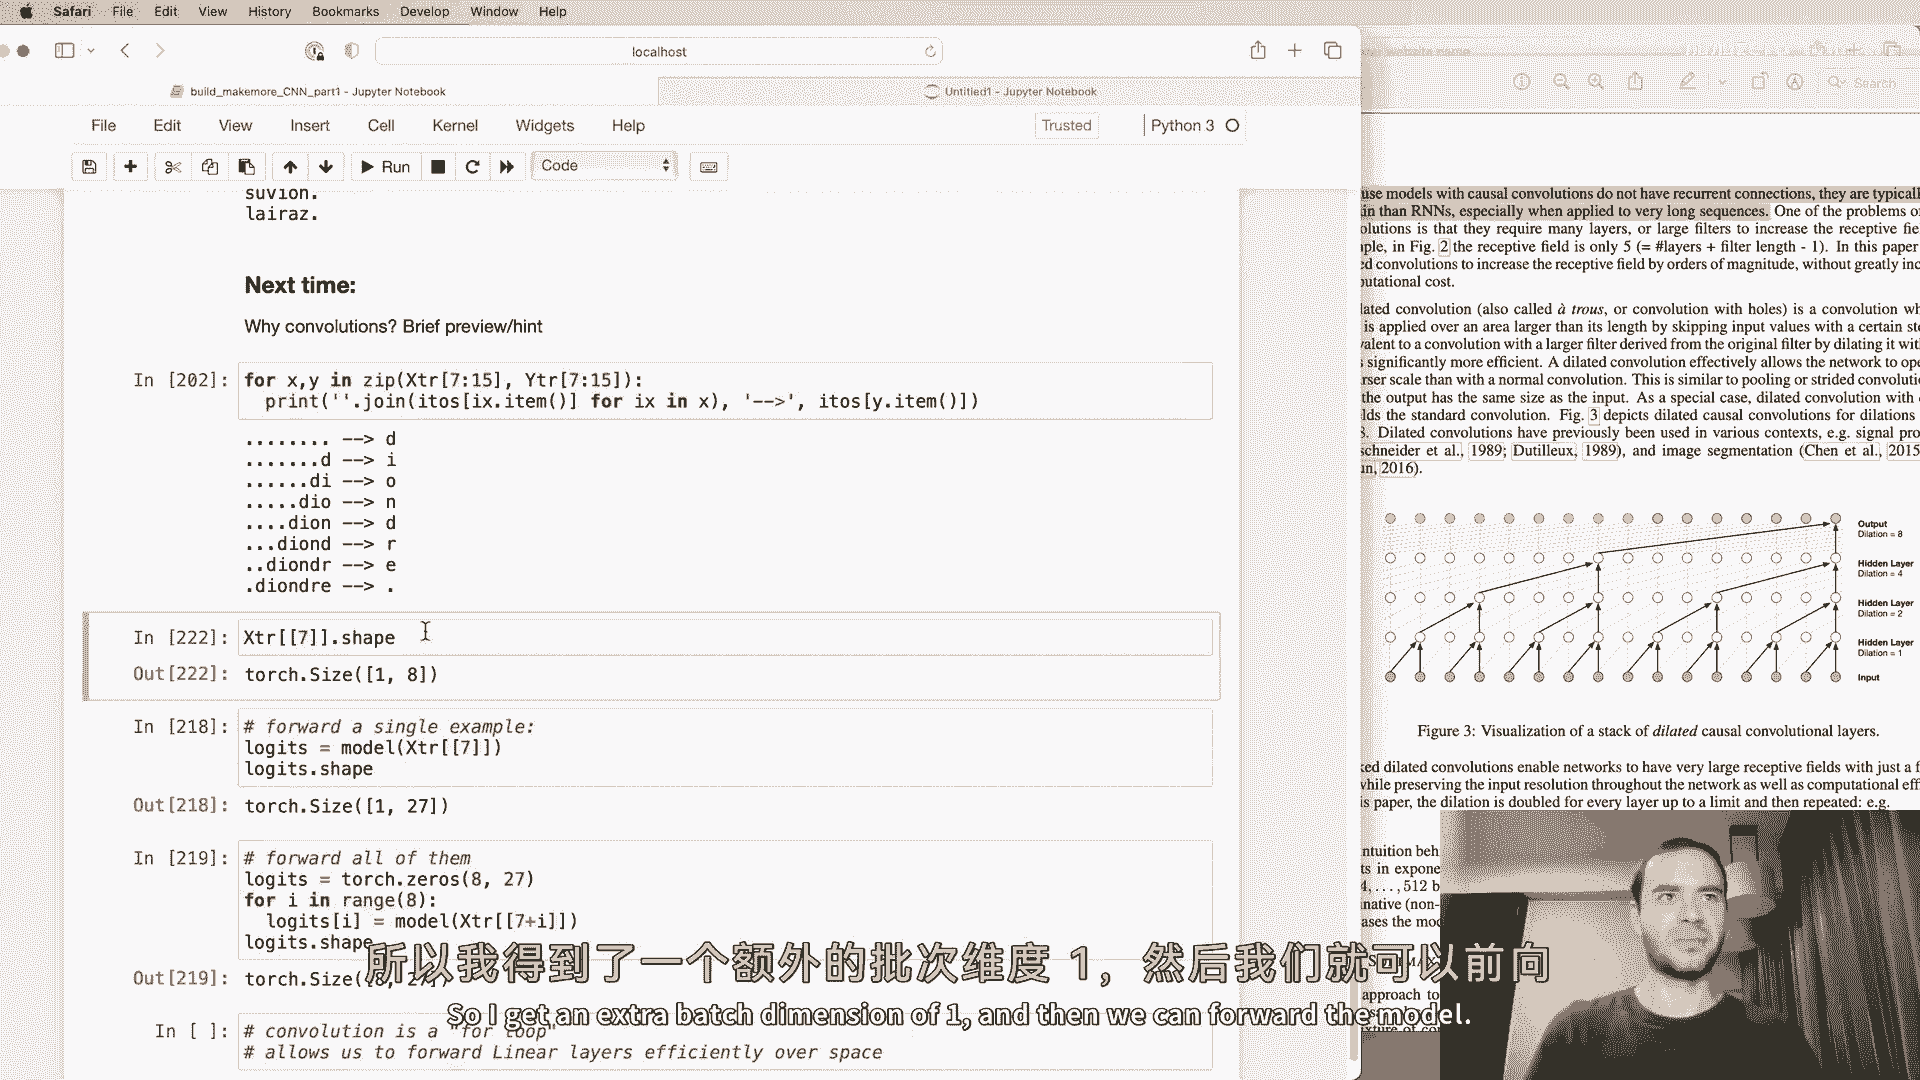 Safari File Edit View History Bookmarks Develop Window Help
localhost
build_makemore_CNN_part1 - Jupyter Notebook
Untitled1 - Jupyter Notebook
Search
File Edit View Insert Cell Kernel Widgets Help
Trusted
Python 3
Run
Code
suvion.
lairaz.
Next time:
Why convolutions? Brief preview/hint
In [202]: for x,y in zip(Xtr[7:15], Ytr[7:15]):
print(''.join(itos[ix.item()] for ix in x), '-->', itos[y.item()])
........ --> d
.......d --> i
......di --> o
.....dio --> n
....dion --> d
...diond --> r
..diondr --> e
.diondre --> .
In [222]: Xtr[[7]].shape
Out[222]: torch.Size([1, 8])
In [218]: # forward a single example:
logits = model(Xtr[[7]])
logits.shape
Out[218]: torch.Size([1, 27])
In [219]: # forward all of them
logits = torch.zeros(8, 27)
for i in range(8):
logits[i] = model(Xtr[[7+i]])
logits.shape
Out[219]: torch.Size([8, 27])
In [ ]: # convolution is a "for loop"
# allows us to forward Linear layers efficiently over space
use models with causal convolutions do not have recurrent connections, they are typicall
in than RNNs, especially when applied to very long sequences. One of the problems o
olutions is that they require many layers, or large filters to increase the receptive fie
ple, in Fig. 2 the receptive field is only 5 (= #layers + filter length - 1). In this paper
ed convolutions to increase the receptive field by orders of magnitude, without greatly inc
putational cost.
lated convolution (also called à trous, or convolution with holes) is a convolution wh
is applied over an area larger than its length by skipping input values with a certain ste
valent to a convolution with a larger filter derived from the original filter by dilating it wit
s significantly more efficient. A dilated convolution effectively allows the network to ope
rser scale than with a normal convolution. This is similar to pooling or strided convolutio
the output has the same size as the input. As a special case, dilated convolution with
lds the standard convolution. Fig. 3 depicts dilated causal convolutions for dilations
8. Dilated convolutions have previously been used in various contexts, e.g. signal pro
schneider et al., 1989; Dutilleux, 1989), and image segmentation (Chen et al., 2015
un, 2016).
Output
Dilation = 8
Hidden Layer
Dilation = 4
Hidden Layer
Dilation = 2
Hidden Layer
Dilation = 1
Input
Figure 3: Visualization of a stack of dilated causal convolutional layers.
ked dilated convolutions enable networks to have very large receptive fields with just a f
while preserving the input resolution throughout the network as well as computational eff
is paper, the dilation is doubled for every layer up to a limit and then repeated: e.g.
intuition beh
ts in expone
4, . . . , 512 b
native (non-
ases the mod
approach to
所以我得到了一个额外的批次维度 1，然后我们就可以前向
So I get an extra batch dimension of 1, and then we can forward the model.